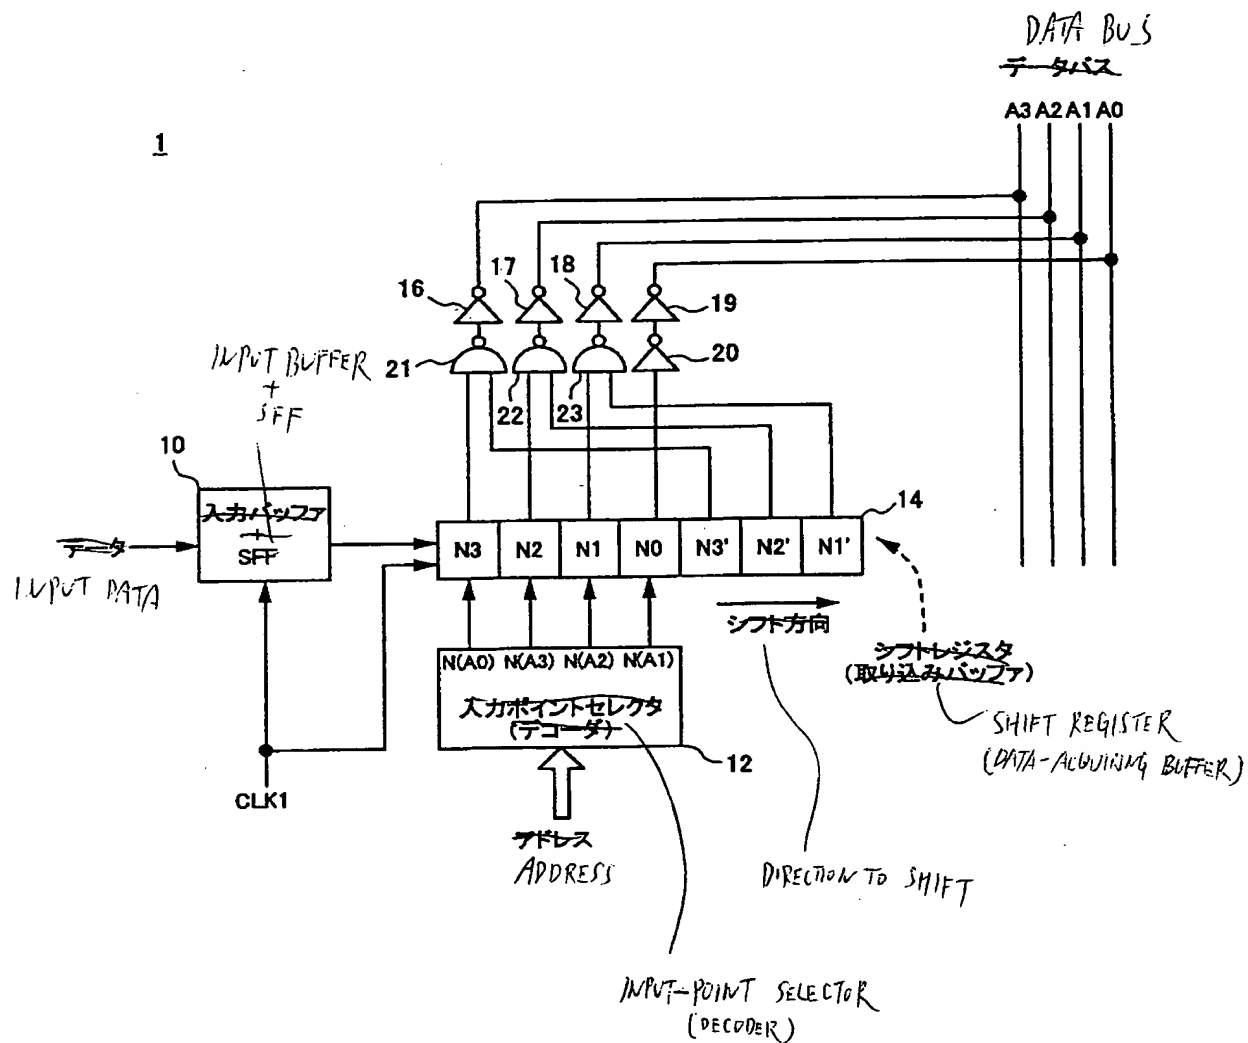 DATA BUS
データバス
A3 A2 A1 A0
1
16
17
18
19
21
22
23
20
INPUT BUFFER
+
SFF
10
入力バッファ
+
SFF
データ
INPUT DATA
N3 N2 N1 N0 N3' N2' N1'
14
シフト方向
シフトレジスタ
(取り込みバッファ)
SHIFT REGISTER
(DATA-ACQUIRING BUFFER)
N(A0) N(A3) N(A2) N(A1)
入力ポイントセレクタ
(デコーダ)
12
CLK1
アドレス
ADDRESS
DIRECTION TO SHIFT
INPUT-POINT SELECTOR
(DECODER)